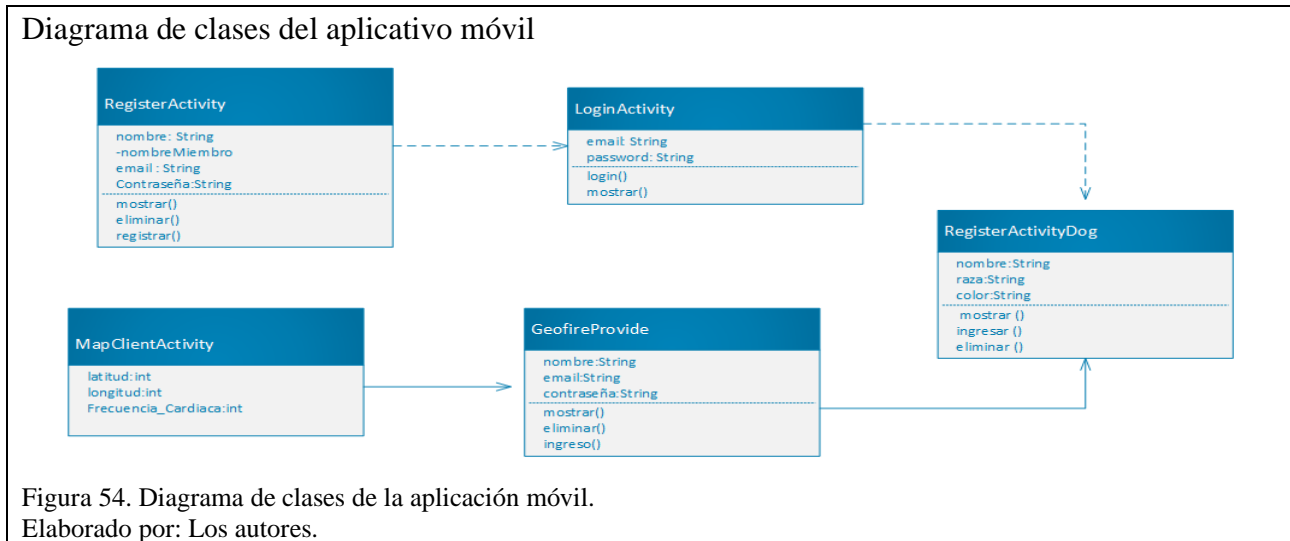 Diagrama de clases del aplicativo móvil
RegisterActivity
nombre: String
-nombreMiembro
email : String
Contraseña:String
mostrar()
eliminar()
registrar()
LoginActivity
email: String
password: String
login()
mostrar()
RegisterActivityDog
nombre:String
raza:String
color:String
mostrar ()
ingresar ()
eliminar ()
MapClientActivity
latitud:int
longitud:int
Frecuencia_Cardiaca:int
GeofireProvide
nombre:String
email:String
contraseña:String
mostrar()
eliminar()
ingreso()
Figura 54. Diagrama de clases de la aplicación móvil.
Elaborado por: Los autores.